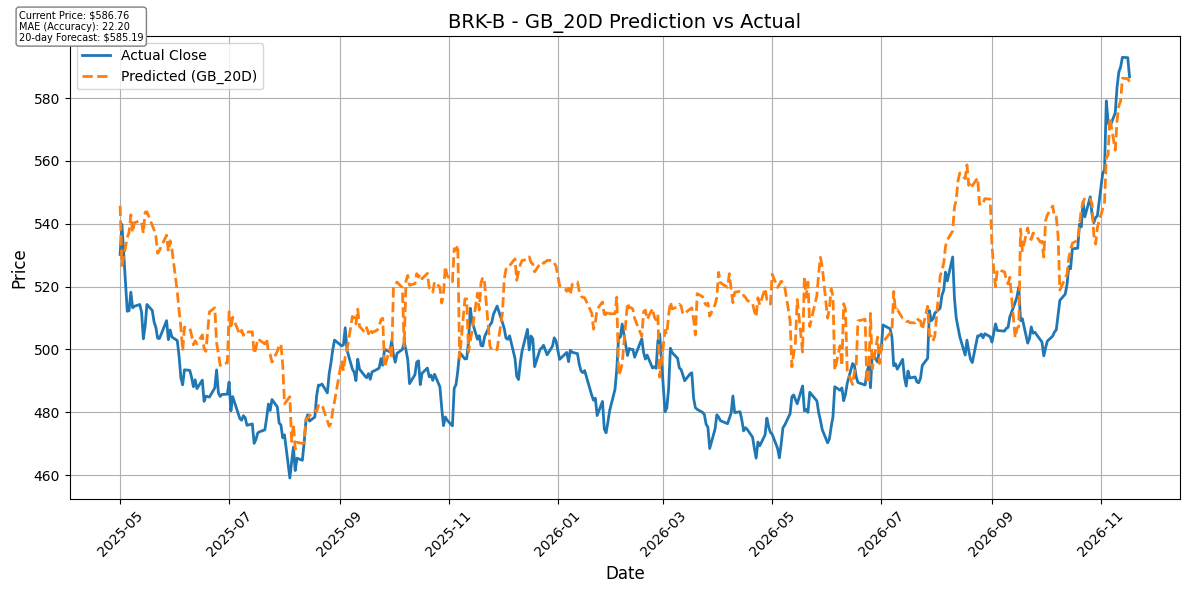 BRK-B - GB_20D Prediction vs Actual
Current Price: $586.76
MAE (Accuracy): 22.20
20-day Forecast: $585.19
Actual Close
Predicted (GB_20D)
Price
580
560
540
520
500
480
460
2025-05
2025-07
2025-09
2025-11
2026-01
2026-03
2026-05
2026-07
2026-09
2026-11
Date